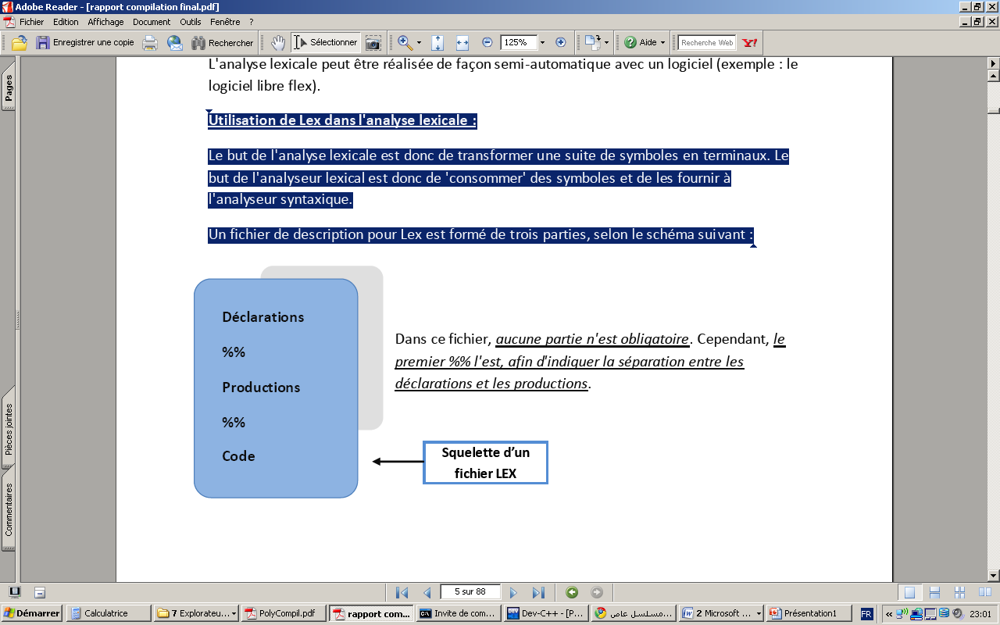 Adobe Reader - [rapport compilation final.pdf]
Fichier Edition Affichage Document Outils Fenêtre ?
Enregistrer une copie Rechercher Sélectionner 125% Aide Recherche Web Y!
Pages
Pièces jointes
Commentaires
L'analyse lexicale peut être réalisée de façon semi-automatique avec un logiciel (exemple : le
logiciel libre flex).
Utilisation de Lex dans l'analyse lexicale :
Le but de l'analyse lexicale est donc de transformer une suite de symboles en terminaux. Le
but de l'analyseur lexical est donc de 'consommer' des symboles et de les fournir à
l'analyseur syntaxique.
Un fichier de description pour Lex est formé de trois parties, selon le schéma suivant :
Déclarations
%%
Productions
%%
Code
Dans ce fichier, aucune partie n'est obligatoire. Cependant, le
premier %% l'est, afin d'indiquer la séparation entre les
déclarations et les productions.
Squelette d’un
fichier LEX
5 sur 88
Démarrer Calculatrice 7 Explorateu... PolyCompil.pdf rapport com... Invite de com... Dev-C++ - [P... مسلسل عاص... 2 Microsoft ... Présentation1 FR « 23:01